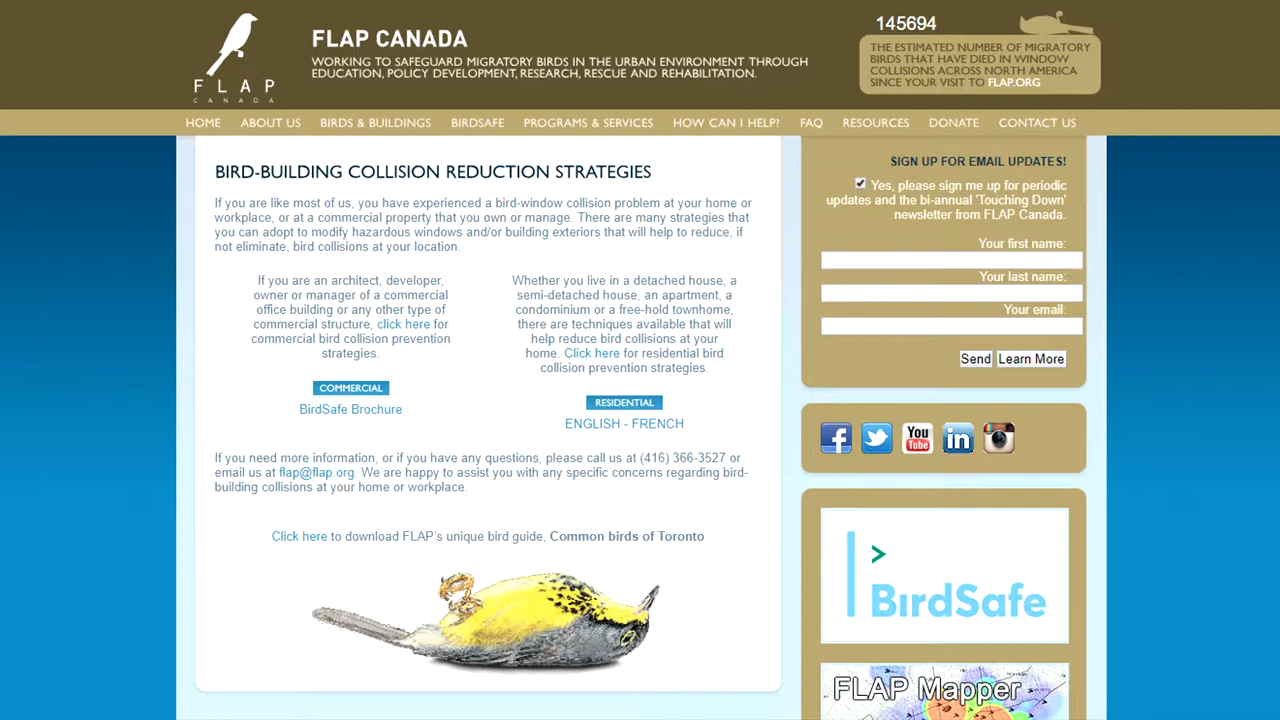 FLAP
CANADA
FLAP CANADA
WORKING TO SAFEGUARD MIGRATORY BIRDS IN THE URBAN ENVIRONMENT THROUGH
EDUCATION, POLICY DEVELOPMENT, RESEARCH, RESCUE AND REHABILITATION.
145694
THE ESTIMATED NUMBER OF MIGRATORY
BIRDS THAT HAVE DIED IN WINDOW
COLLISIONS ACROSS NORTH AMERICA
SINCE YOUR VISIT TO FLAP.ORG
HOME ABOUT US BIRDS & BUILDINGS BIRDSAFE PROGRAMS & SERVICES HOW CAN I HELP? FAQ RESOURCES DONATE CONTACT US
BIRD-BUILDING COLLISION REDUCTION STRATEGIES
If you are like most of us, you have experienced a bird-window collision problem at your home or
workplace, or at a commercial property that you own or manage. There are many strategies that
you can adopt to modify hazardous windows and/or building exteriors that will help to reduce, if
not eliminate, bird collisions at your location.
If you are an architect, developer,
owner or manager of a commercial
office building or any other type of
commercial structure, click here for
commercial bird collision prevention
strategies.
COMMERCIAL
BirdSafe Brochure
Whether you live in a detached house, a
semi-detached house, an apartment, a
condominium or a free-hold townhome,
there are techniques available that will
help reduce bird collisions at your
home. Click here for residential bird
collision prevention strategies.
RESIDENTIAL
ENGLISH - FRENCH
If you need more information, or if you have any questions, please call us at (416) 366-3527 or
email us at flap@flap.org. We are happy to assist you with any specific concerns regarding bird-
building collisions at your home or workplace.
Click here to download FLAP's unique bird guide, Common birds of Toronto
SIGN UP FOR EMAIL UPDATES!
Yes, please sign me up for periodic
updates and the bi-annual 'Touching Down'
newsletter from FLAP Canada.
Your first name:
Your last name:
Your email:
Send Learn More
You
Tube
in
BirdSafe
FLAP Mapper